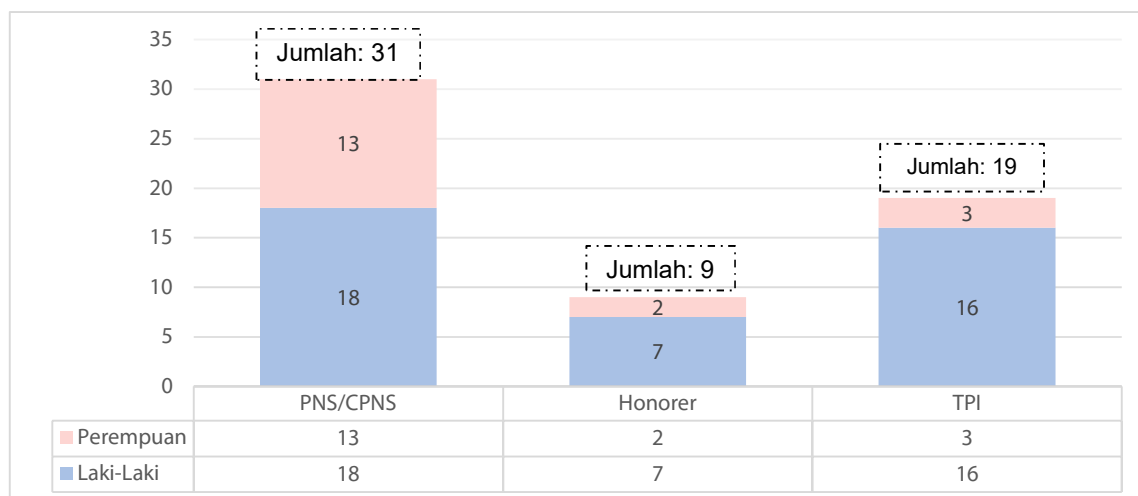 35
Jumlah: 31
30
25
13
20
Jumlah: 19
3
15
10
Jumlah: 9
18
16
2
5
7
0
PNS/CPNS Honorer TPI
Perempuan 13 2 3
Laki-Laki 18 7 16